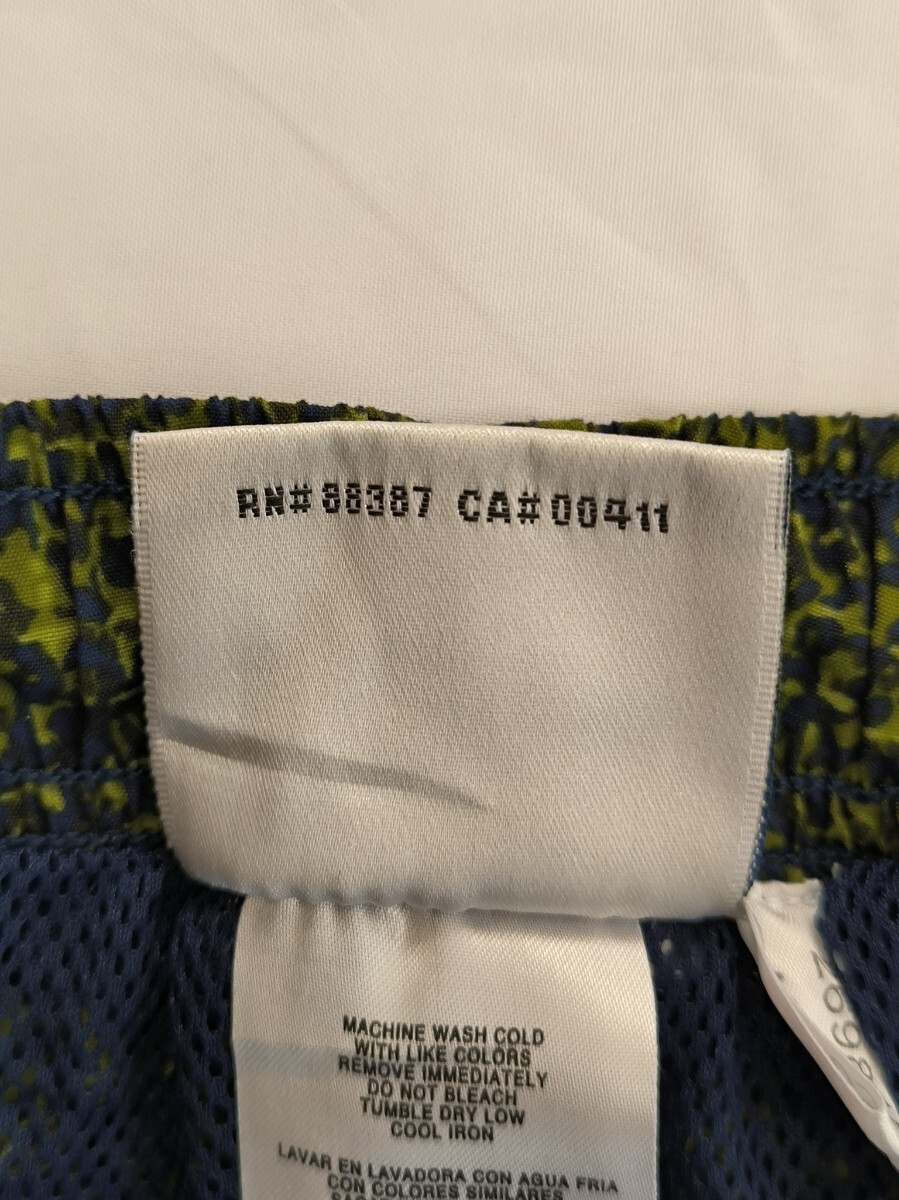 RN# 88387 CA# 00411
MACHINE WASH COLD
WITH LIKE COLORS
REMOVE IMMEDIATELY
DO NOT BLEACH
TUMBLE DRY LOW
COOL IRON
LAVAR EN LAVADORA CON AGUA FRIA
CON COLORES SIMILARES